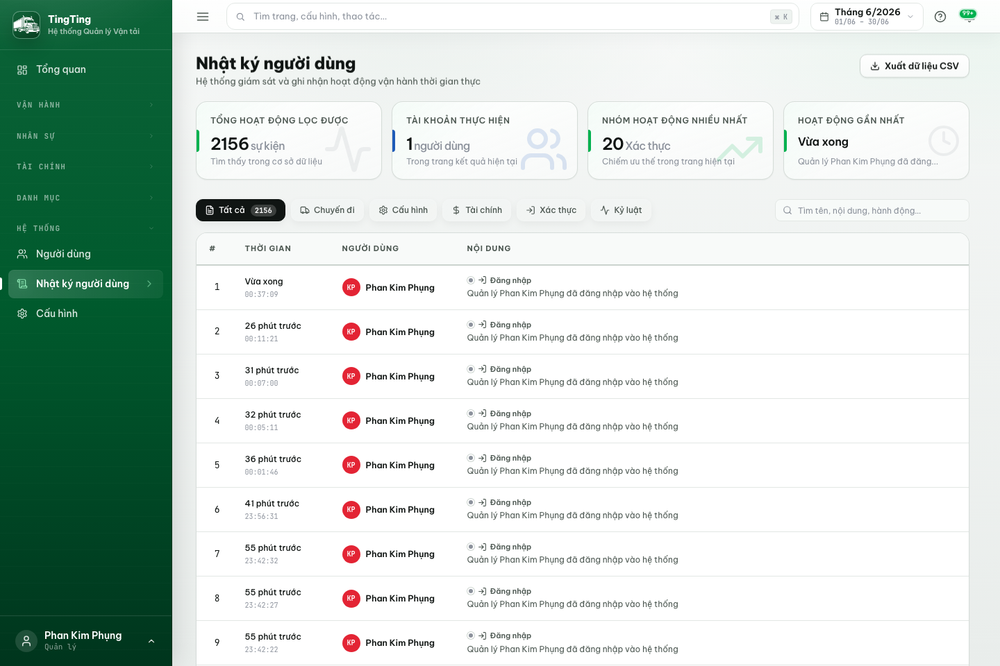 TingTing
Hệ thống Quản lý Vận tải
Tổng quan
VẬN HÀNH
NHÂN SỰ
TÀI CHÍNH
DANH MỤC
HỆ THỐNG
Người dùng
Nhật ký người dùng
Cấu hình
Phan Kim Phụng
Quản lý
Tìm trang, cấu hình, thao tác...
⌘ K
Tháng 6/2026
01/06 – 30/06
99+
Nhật ký người dùng
Hệ thống giám sát và ghi nhận hoạt động vận hành thời gian thực
Xuất dữ liệu CSV
TỔNG HOẠT ĐỘNG LỌC ĐƯỢC
2156 sự kiện
Tìm thấy trong cơ sở dữ liệu
TÀI KHOẢN THỰC HIỆN
1 người dùng
Trong trang kết quả hiện tại
NHÓM HOẠT ĐỘNG NHIỀU NHẤT
20 Xác thực
Chiếm ưu thế trong trang hiện tại
HOẠT ĐỘNG GẦN NHẤT
Vừa xong
Quản lý Phan Kim Phụng đã đăng...
Tất cả 2156
Chuyến đi
Cấu hình
Tài chính
Xác thực
Kỷ luật
Tìm tên, nội dung, hành động...
# THỜI GIAN NGƯỜI DÙNG NỘI DUNG
1 Vừa xong 00:37:09 KP Phan Kim Phụng Đăng nhập
Quản lý Phan Kim Phụng đã đăng nhập vào hệ thống
2 26 phút trước 00:11:21 KP Phan Kim Phụng Đăng nhập
Quản lý Phan Kim Phụng đã đăng nhập vào hệ thống
3 31 phút trước 00:07:00 KP Phan Kim Phụng Đăng nhập
Quản lý Phan Kim Phụng đã đăng nhập vào hệ thống
4 32 phút trước 00:05:11 KP Phan Kim Phụng Đăng nhập
Quản lý Phan Kim Phụng đã đăng nhập vào hệ thống
5 36 phút trước 00:01:46 KP Phan Kim Phụng Đăng nhập
Quản lý Phan Kim Phụng đã đăng nhập vào hệ thống
6 41 phút trước 23:56:31 KP Phan Kim Phụng Đăng nhập
Quản lý Phan Kim Phụng đã đăng nhập vào hệ thống
7 55 phút trước 23:42:32 KP Phan Kim Phụng Đăng nhập
Quản lý Phan Kim Phụng đã đăng nhập vào hệ thống
8 55 phút trước 23:42:27 KP Phan Kim Phụng Đăng nhập
Quản lý Phan Kim Phụng đã đăng nhập vào hệ thống
9 55 phút trước 23:42:22 KP Phan Kim Phụng Đăng nhập
Quản lý Phan Kim Phụng đã đăng nhập vào hệ thống